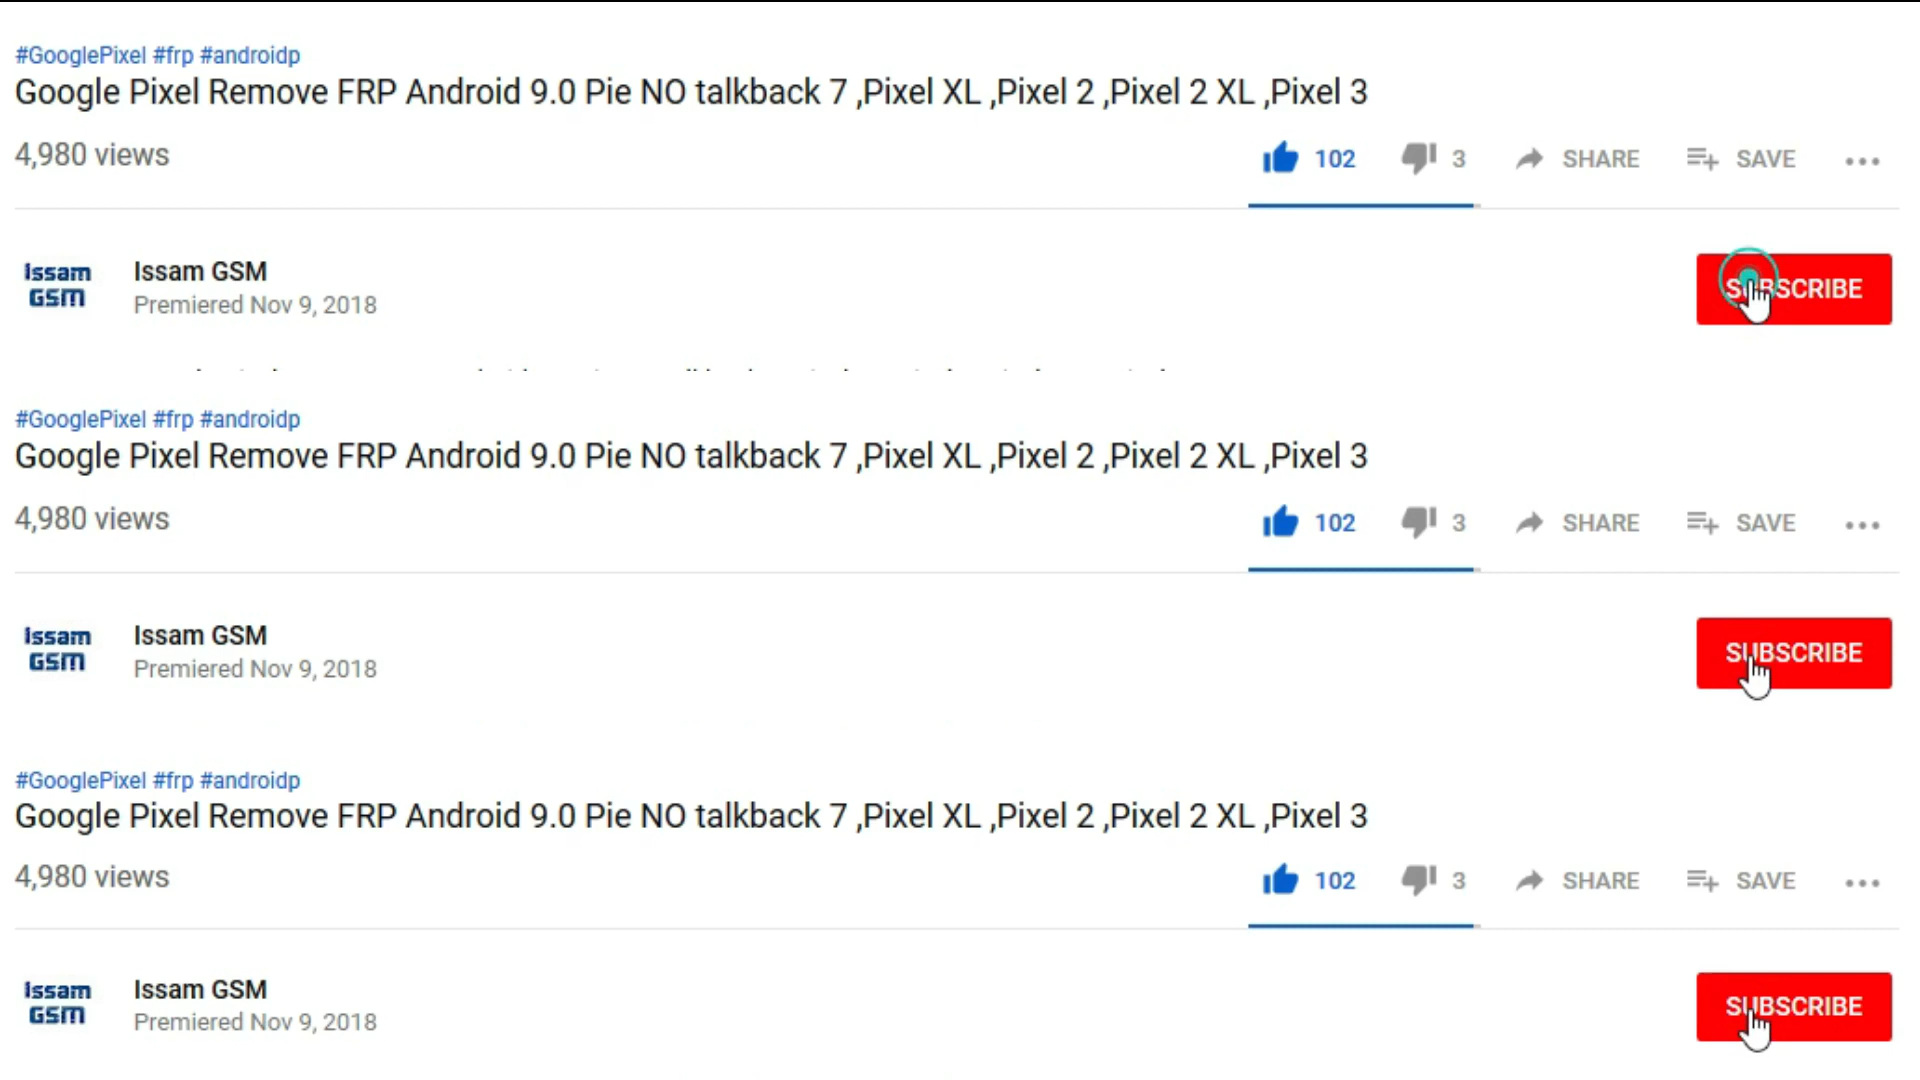 #GooglePixel #frp #androidp
Google Pixel Remove FRP Android 9.0 Pie NO talkback 7 ,Pixel XL ,Pixel 2 ,Pixel 2 XL ,Pixel 3
4,980 views
102 3 SHARE SAVE
Issam GSM
Issam GSM
Premiered Nov 9, 2018
SUBSCRIBE
#GooglePixel #frp #androidp
Google Pixel Remove FRP Android 9.0 Pie NO talkback 7 ,Pixel XL ,Pixel 2 ,Pixel 2 XL ,Pixel 3
4,980 views
102 3 SHARE SAVE
Issam GSM
Issam GSM
Premiered Nov 9, 2018
SUBSCRIBE
#GooglePixel #frp #androidp
Google Pixel Remove FRP Android 9.0 Pie NO talkback 7 ,Pixel XL ,Pixel 2 ,Pixel 2 XL ,Pixel 3
4,980 views
102 3 SHARE SAVE
Issam GSM
Issam GSM
Premiered Nov 9, 2018
SUBSCRIBE